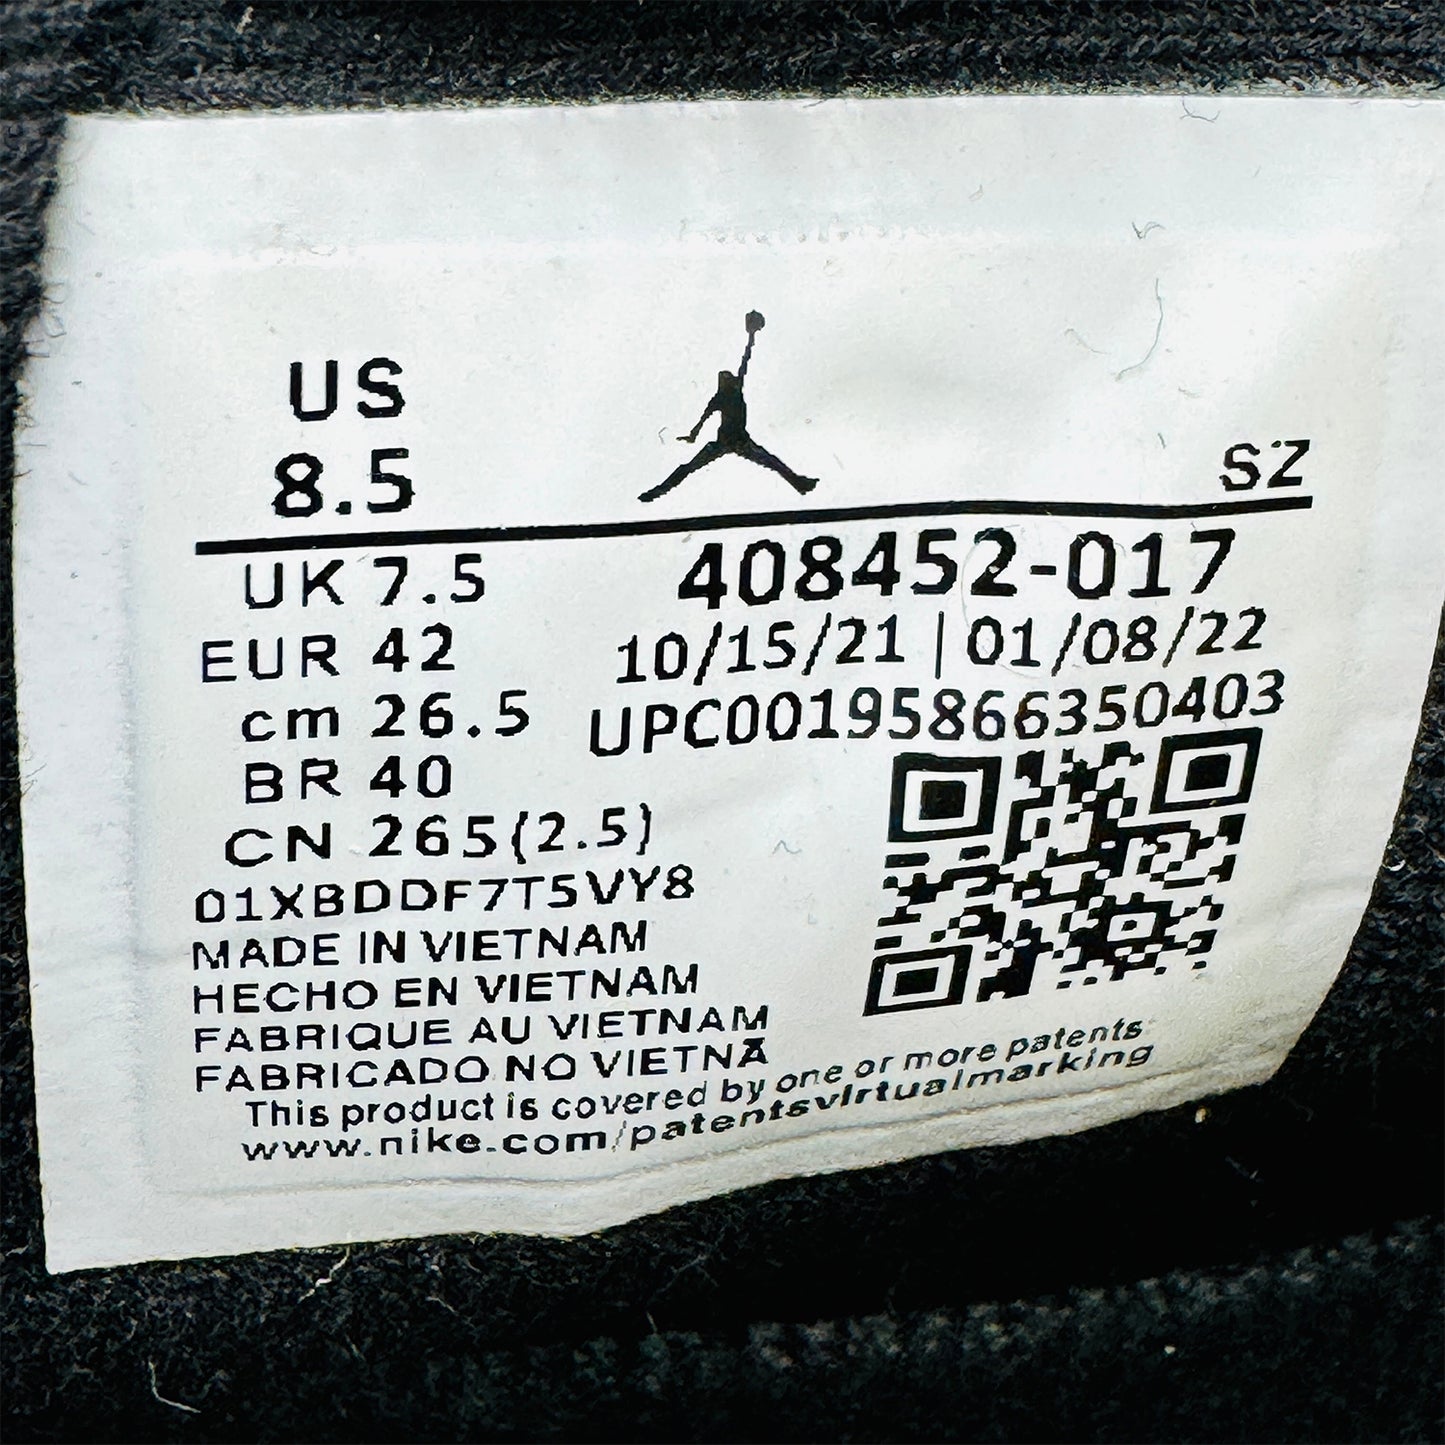 US
8.5
SZ
UK 7.5
408452-017
EUR 42
10/15/21 | 01/08/22
cm 26.5
UPC00195866350403
BR 40
CN 265(2.5)
01XBDDF7T5VY8
MADE IN VIETNAM
HECHO EN VIETNAM
FABRIQUE AU VIETNAM
FABRICADO NO VIETNÃ
This product is covered by one or more patents
www.nike.com/patentsvirtualmarking